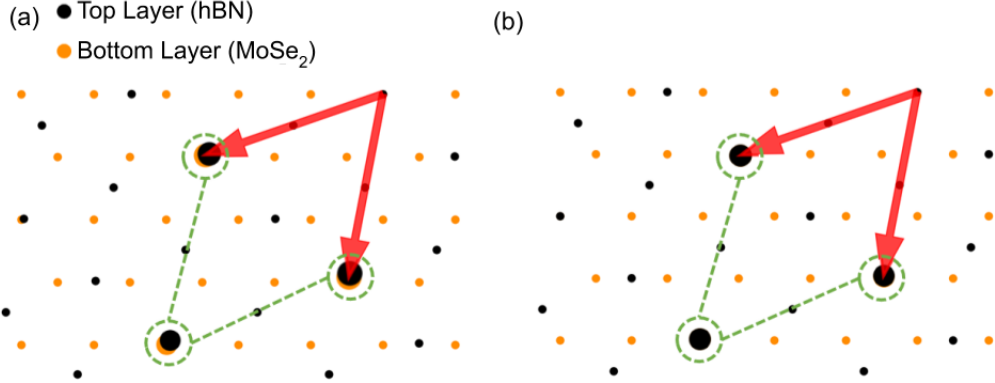 (a) Top Layer (hBN)
Bottom Layer (MoSe₂)
(b)